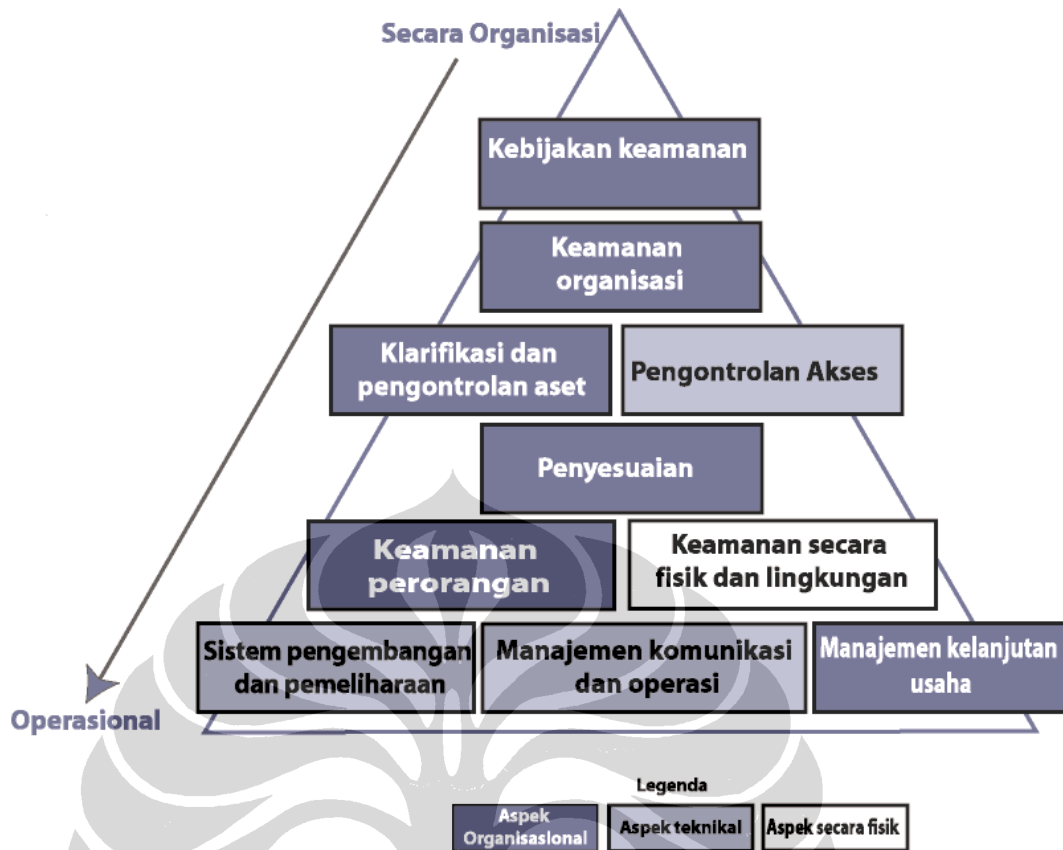 Secara Organisasi
Kebijakan keamanan
Keamanan
organisasi
Klarifikasi dan
pengontrolan aset
Pengontrolan Akses
Penyesuaian
Keamanan
perorangan
Keamanan secara
fisik dan lingkungan
Sistem pengembangan
dan pemeliharaan
Manajemen komunikasi
dan operasi
Manajemen kelanjutan
usaha
Operasional
Legenda
Aspek
Organisasional
Aspek teknikal
Aspek secara fisik